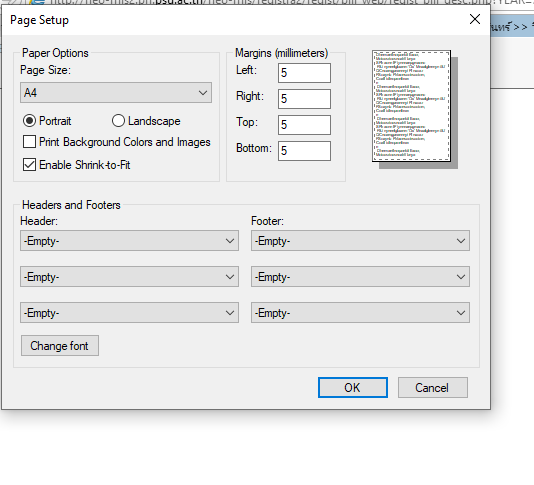 Page Setup
Paper Options
Page Size:
A4
Portrait
Landscape
Print Background Colors and Images
Enable Shrink-to-Fit
Margins (millimeters)
Left: 5
Right: 5
Top: 5
Bottom: 5
Headers and Footers
Header:
Footer:
-Empty-
-Empty-
-Empty-
-Empty-
-Empty-
-Empty-
Change font
OK
Cancel
>>